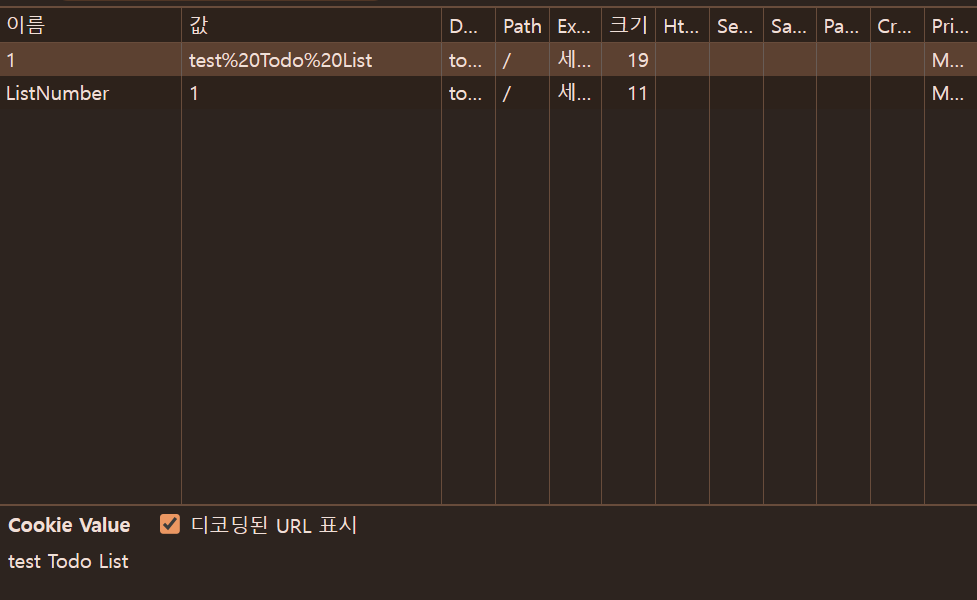 이름 값 D... Path Ex... 크기 Ht... Se... Sa... Pa... Cr... Pri...
1 test%20Todo%20List to... / 세... 19 M...
ListNumber 1 to... / 세... 11 M...
Cookie Value 디코딩된 URL 표시
test Todo List